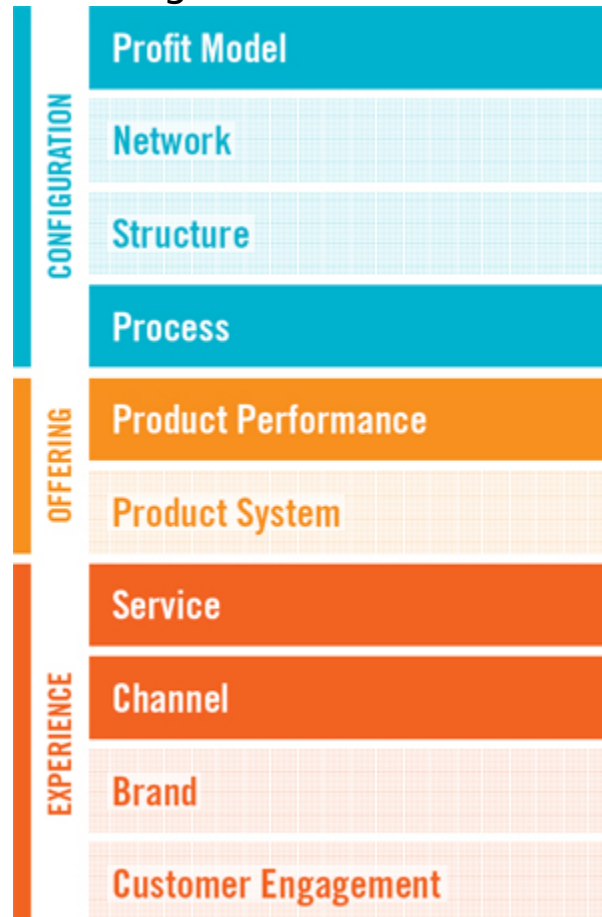 CONFIGURATION
Profit Model
Network
Structure
Process
OFFERING
Product Performance
Product System
EXPERIENCE
Service
Channel
Brand
Customer Engagement